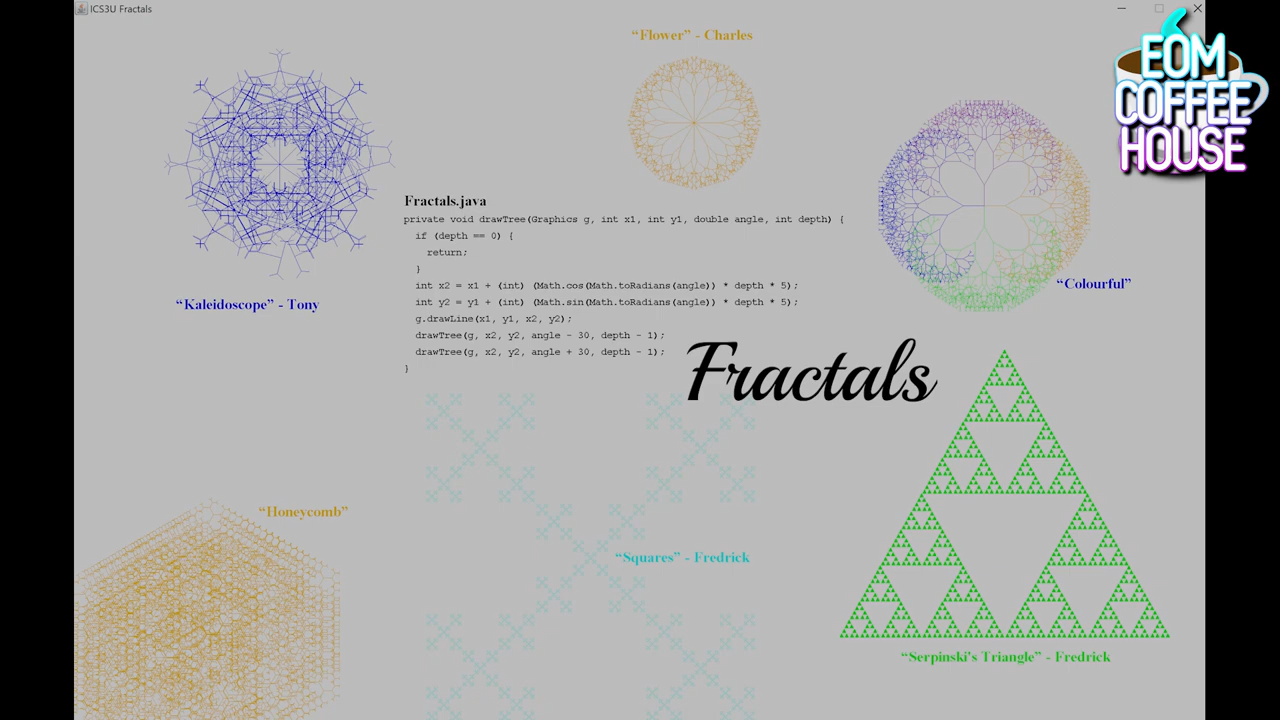 ICS3U Fractals
EOM
COFFEE
HOUSE
“Flower” - Charles
Fractals.java
private void drawTree(Graphics g, int x1, int y1, double angle, int depth) {
if (depth == 0) {
return;
}
int x2 = x1 + (int) (Math.cos(Math.toRadians(angle)) * depth * 5);
int y2 = y1 + (int) (Math.sin(Math.toRadians(angle)) * depth * 5);
g.drawLine(x1, y1, x2, y2);
drawTree(g, x2, y2, angle - 30, depth - 1);
drawTree(g, x2, y2, angle + 30, depth - 1);
}
“Kaleidoscope” - Tony
“Colourful”
Fractals
“Honeycomb”
“Squares” - Fredrick
“Serpinski's Triangle” - Fredrick